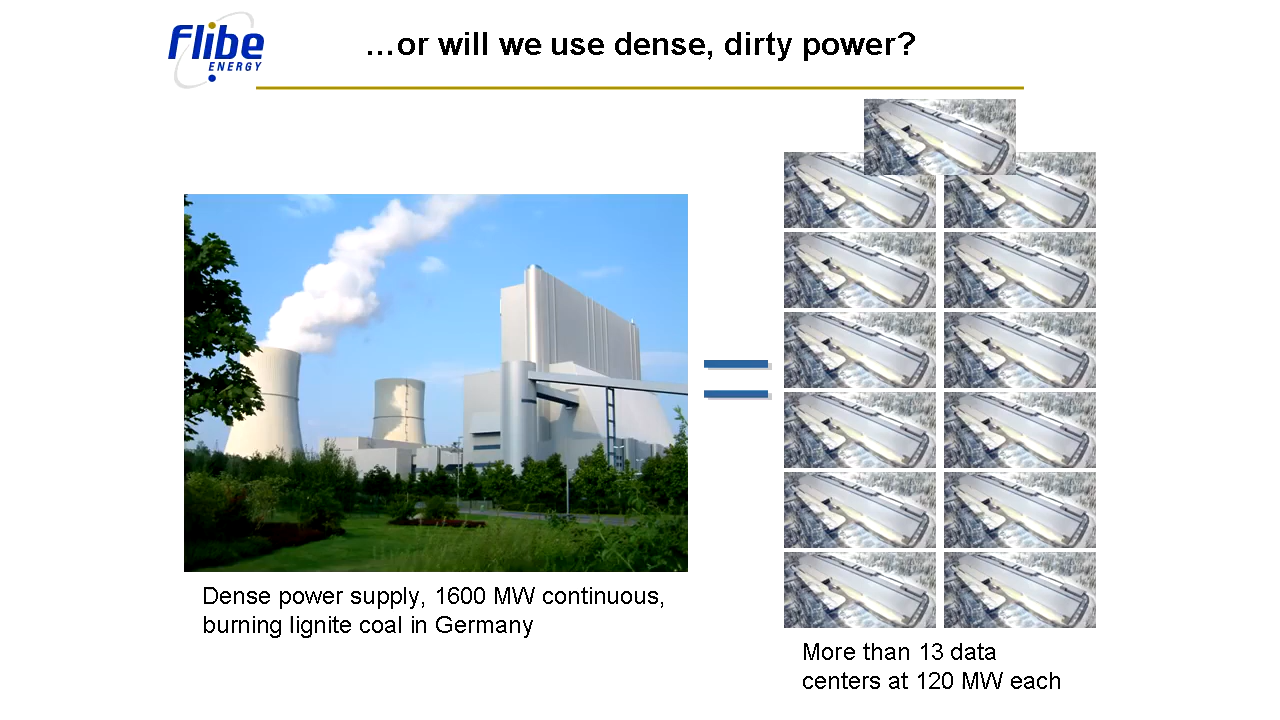 Flibe
ENERGY
...or will we use dense, dirty power?
Dense power supply, 1600 MW continuous,
burning lignite coal in Germany
More than 13 data
centers at 120 MW each